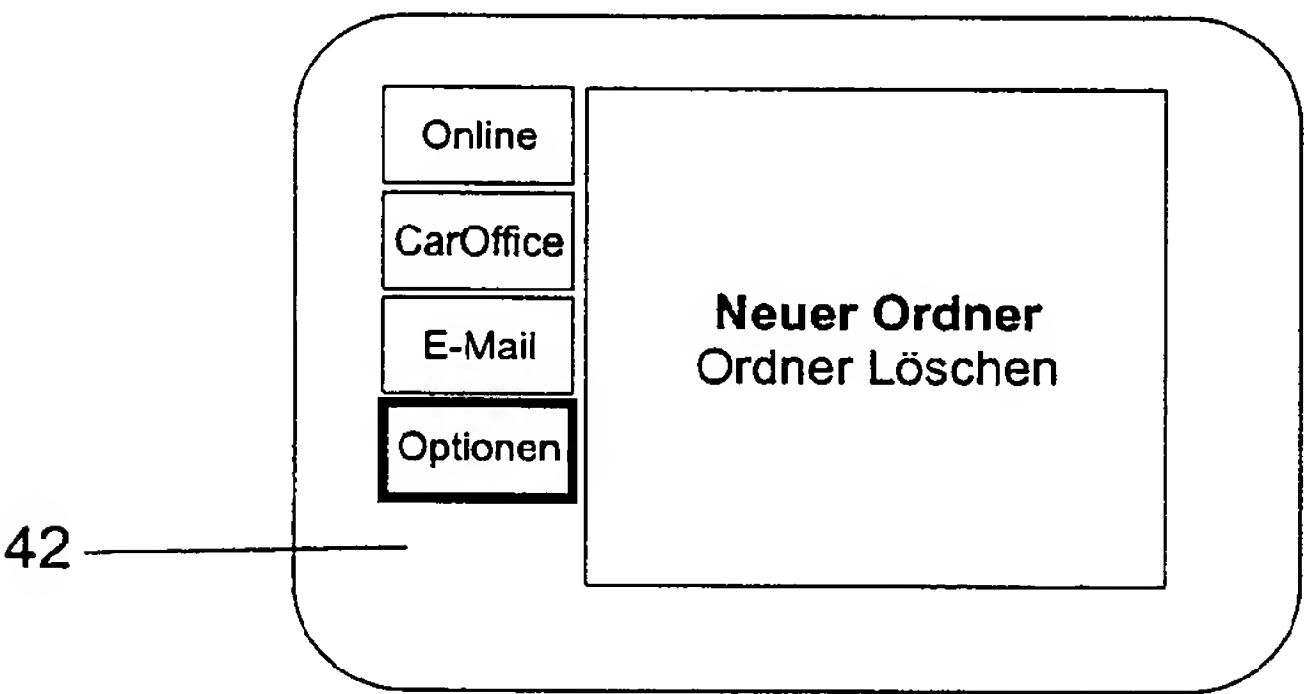 Online
CarOffice
E-Mail
Optionen
Neuer Ordner
Ordner Löschen
42